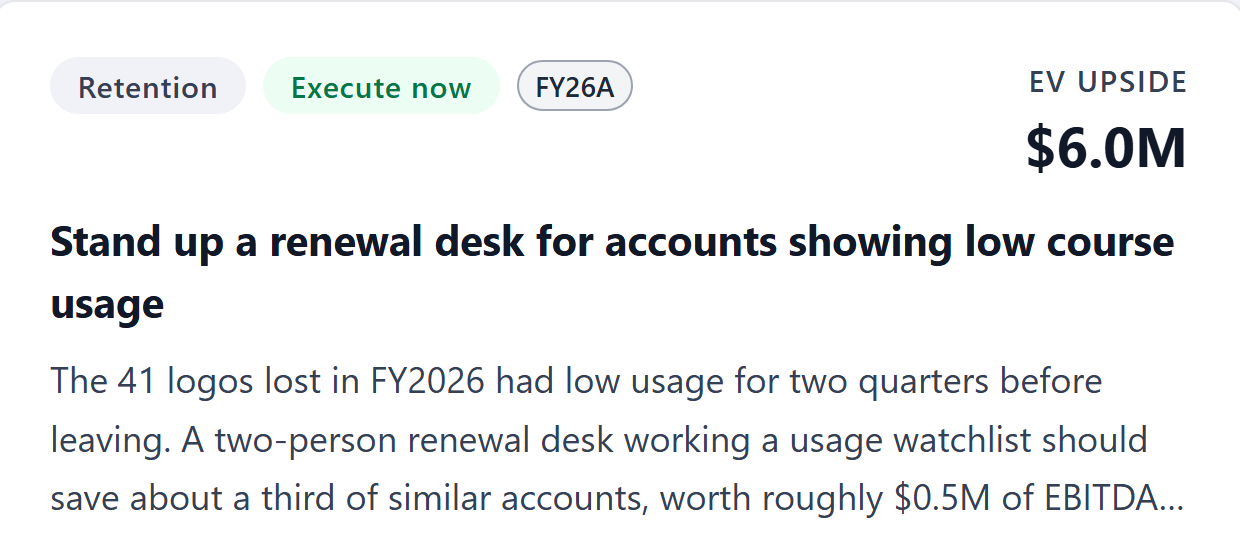 Retention
Execute now
FY26A
EV UPSIDE
$6.0M
Stand up a renewal desk for accounts showing low course
usage
The 41 logos lost in FY2026 had low usage for two quarters before
leaving. A two-person renewal desk working a usage watchlist should
save about a third of similar accounts, worth roughly $0.5M of EBITDA...